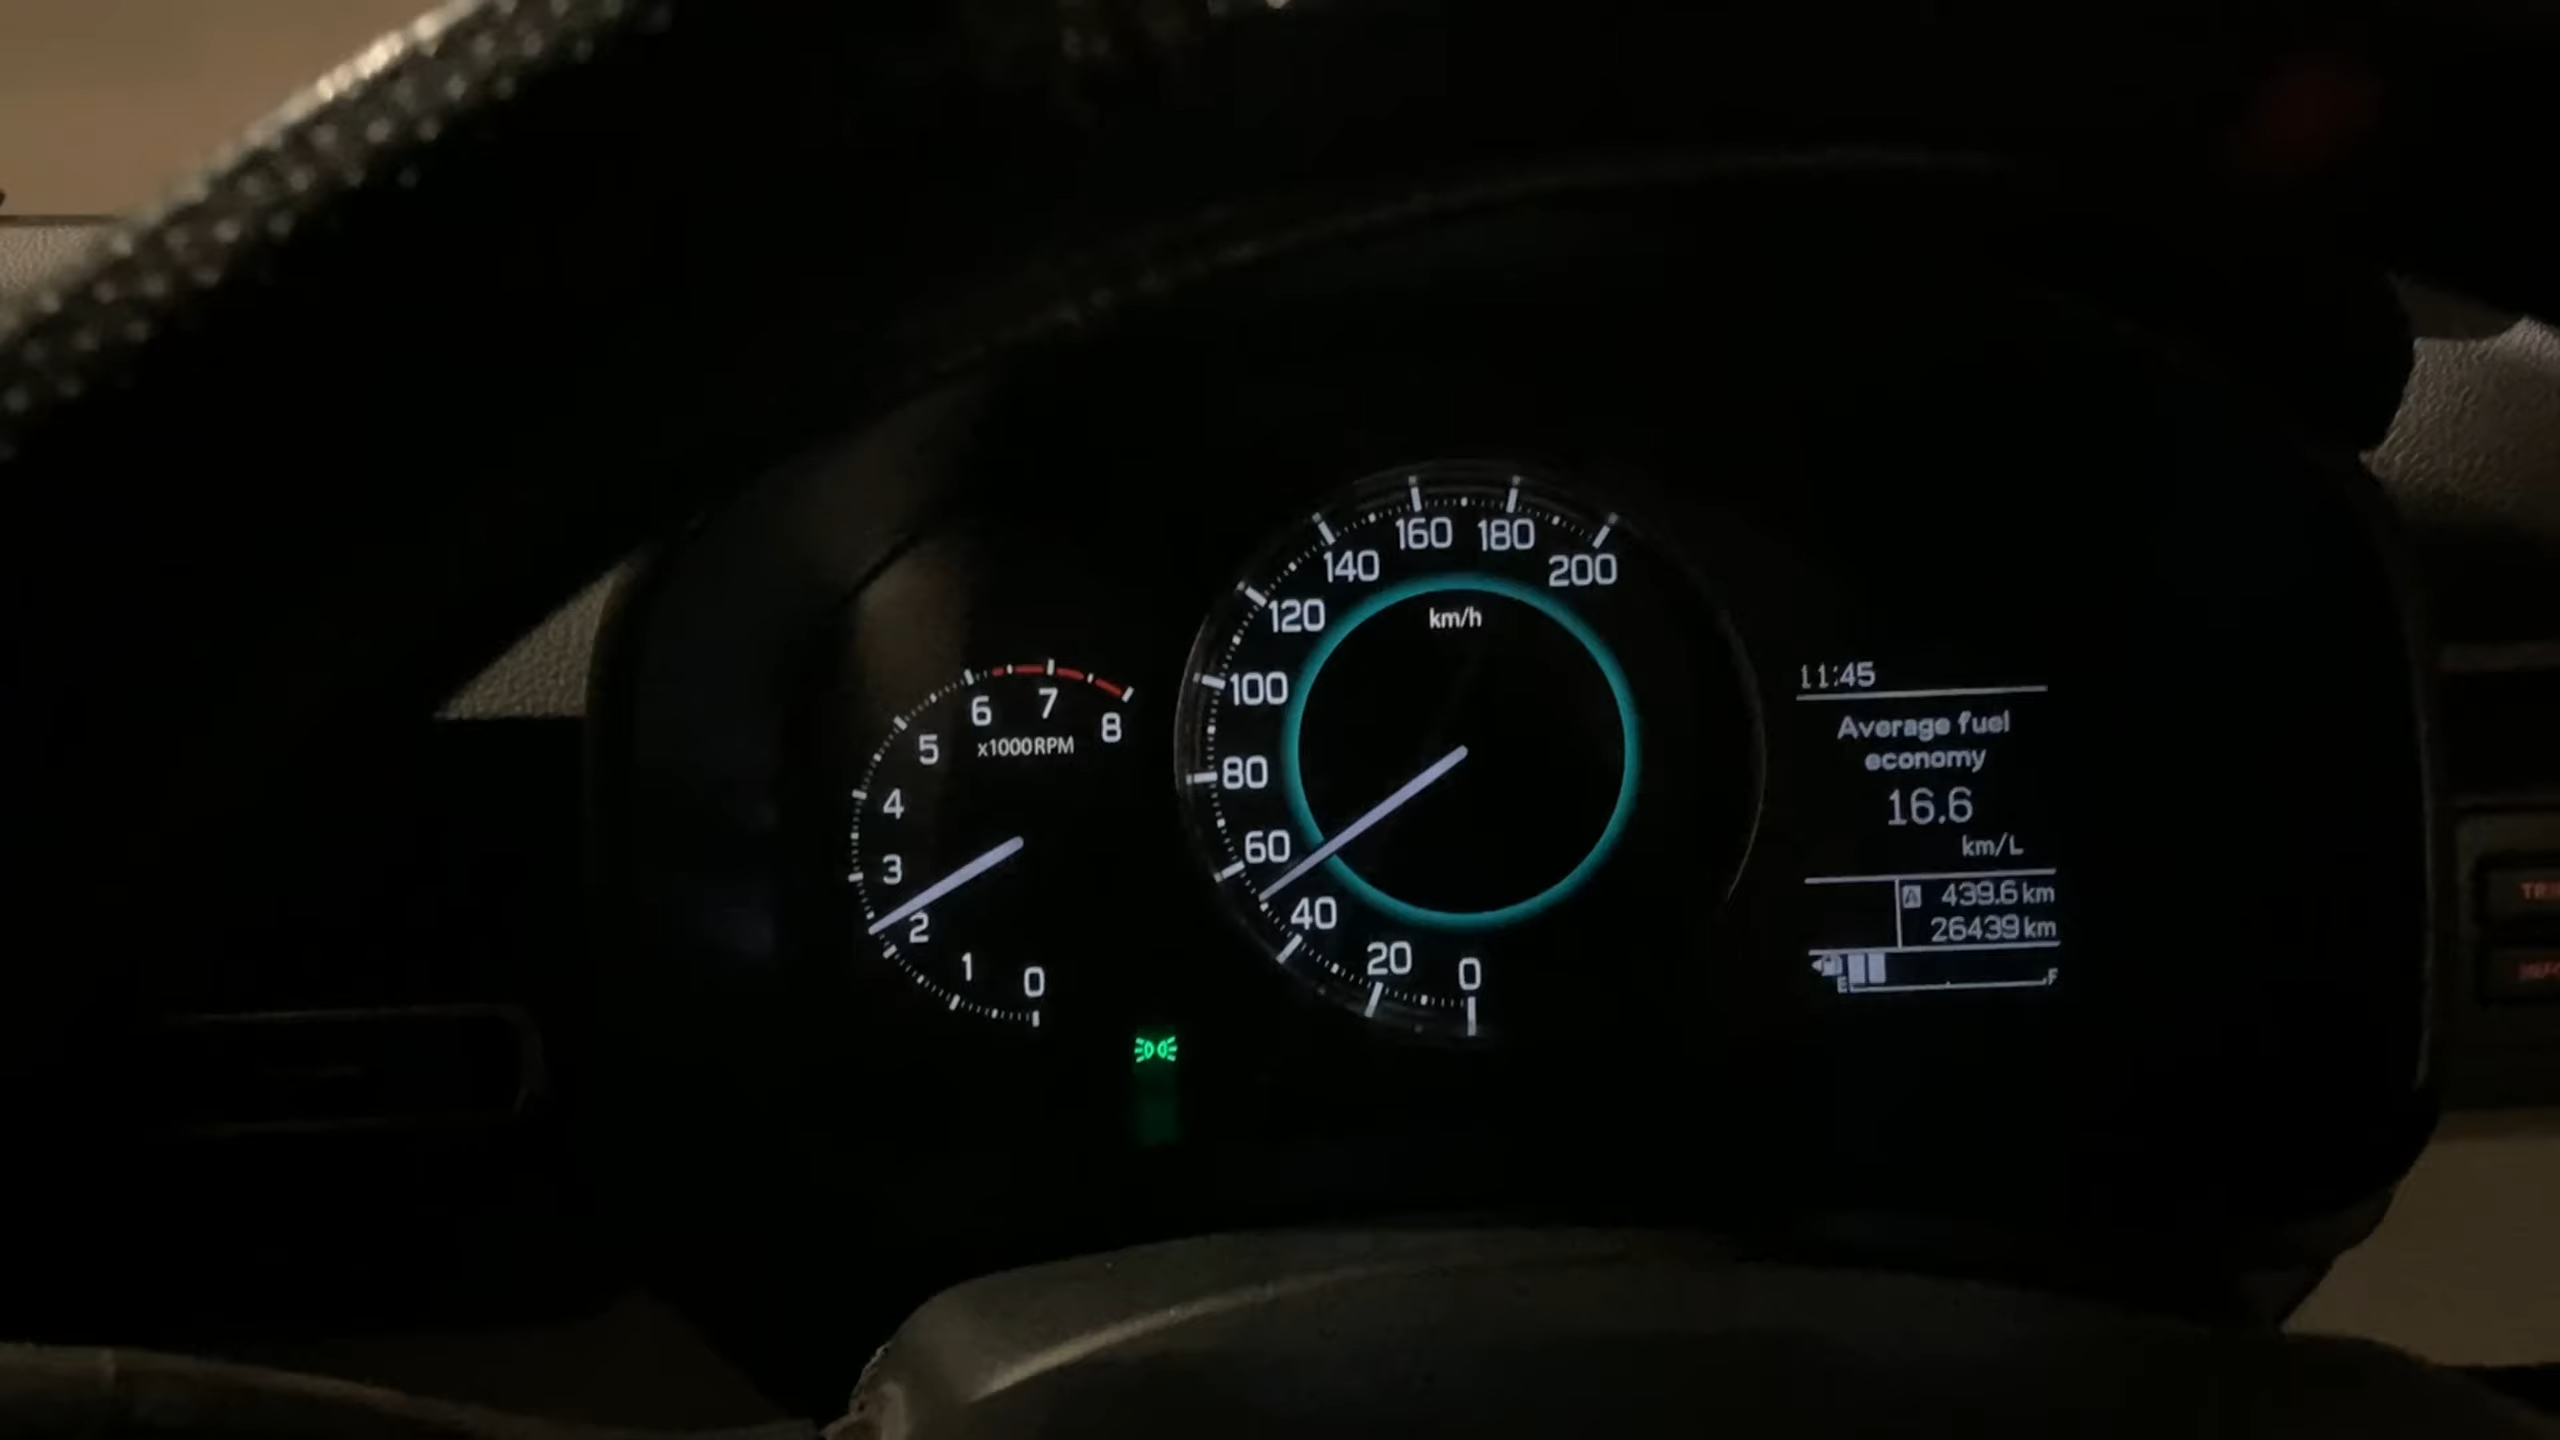 6 7 8
5 x1000RPM
4
3
2
1 0
160 180
140 200
120 km/h
100
80
60
40
20 0
11:45
Average fuel
economy
16.6
km/L
A 439.6 km
26439 km
E F